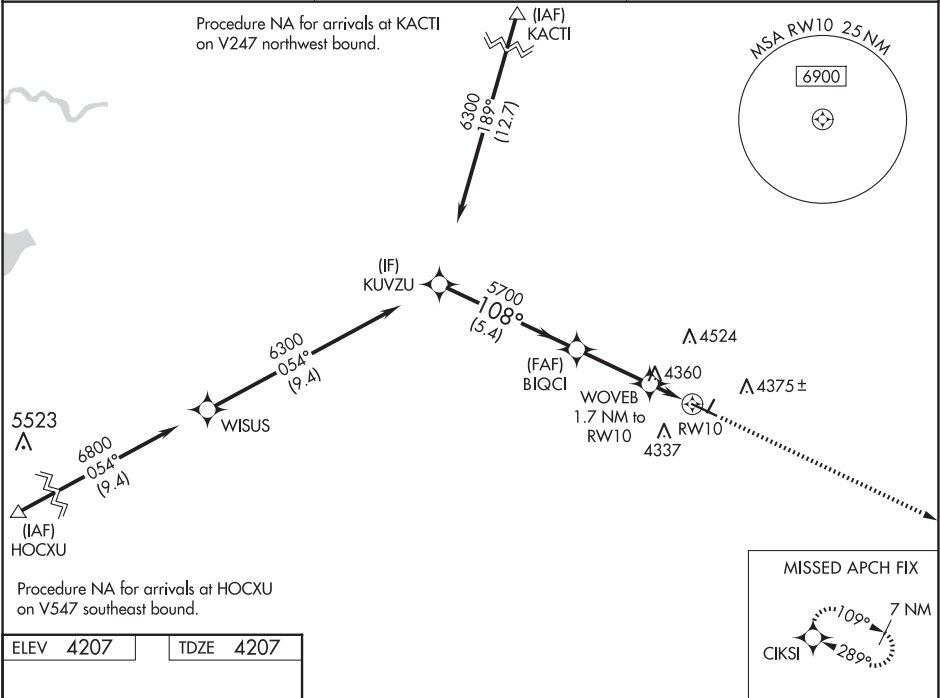 Procedure NA for arrivals at KACTI
on V247 northwest bound.
(IAF)
KACTI
MSA RW10 25 NM
6900
6300
189°
(12.7)
(IF)
KUVZU
5700
108°
(5.4)
6300
054°
(9.4)
(FAF)
BIQCI
4524
4360
4375 ±
WOVEB
1.7 NM to
RW10
RW10
4337
WISUS
5523
6800
054°
(9.4)
(IAF)
HOCXU
Procedure NA for arrivals at HOCXU
on V547 southeast bound.
MISSED APCH FIX
7 NM
109°
CIKSI
289°
ELEV 4207
TDZE 4207